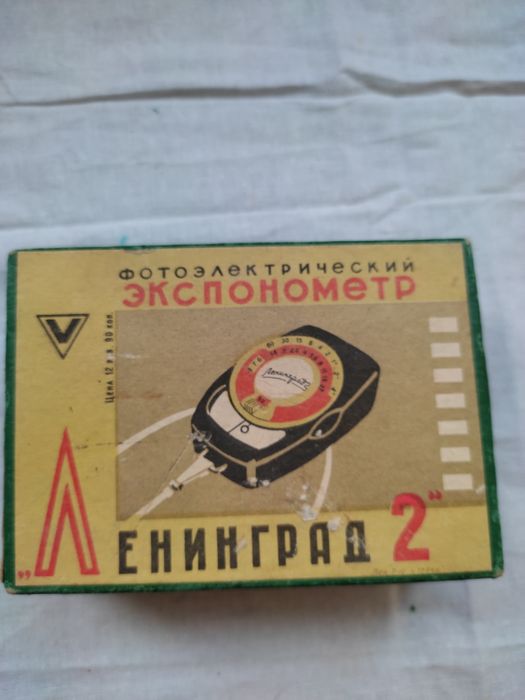 ФОТОЭЛЕКТРИЧЕСКИЙ
ЭКСПОНОМЕТР
V
Цена 12 р.я. 90 коп.
Ленинград
„ЛЕНИНГРАД 2"